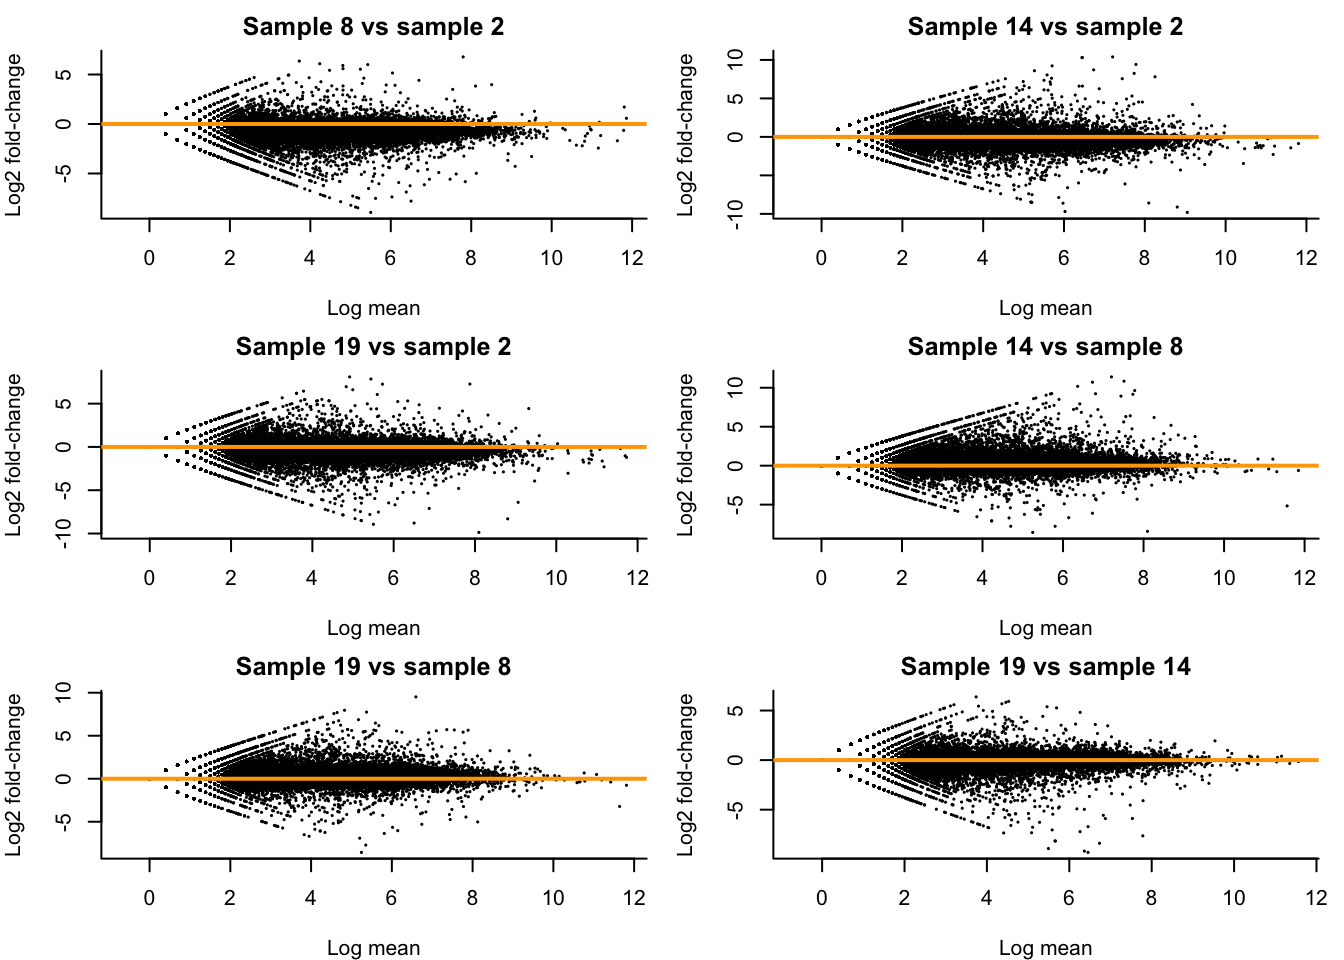 Sample 8 vs sample 2
Log2 fold-change
5
0
-5
0 2 4 6 8 10 12
Log mean
Sample 14 vs sample 2
Log2 fold-change
10
5
0
-10
0 2 4 6 8 10 12
Log mean
Sample 19 vs sample 2
Log2 fold-change
5
0
-5
-10
0 2 4 6 8 10 12
Log mean
Sample 14 vs sample 8
Log2 fold-change
10
5
0
-5
0 2 4 6 8 10 12
Log mean
Sample 19 vs sample 8
Log2 fold-change
10
5
0
-5
0 2 4 6 8 10 12
Log mean
Sample 19 vs sample 14
Log2 fold-change
5
0
-5
0 2 4 6 8 10 12
Log mean